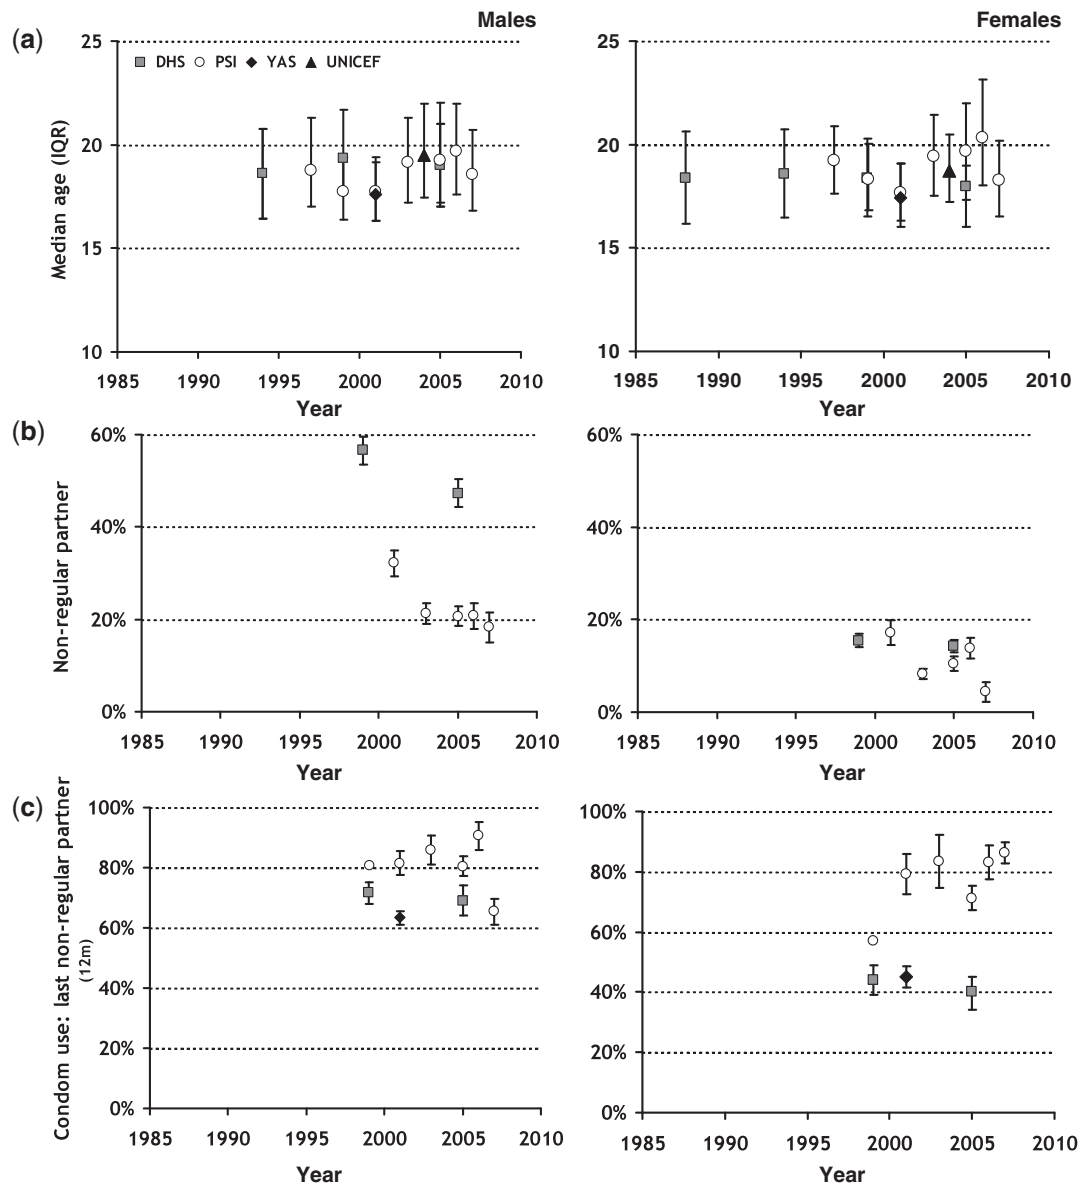 Males
Females
(a)
25
20
15
10
Median age (IQR)
DHS PSI YAS UNICEF
1985 1990 1995 2000 2005 2010
Year
25
20
15
10
1985 1990 1995 2000 2005 2010
Year
(b)
60%
40%
20%
0%
Non-regular partner
1985 1990 1995 2000 2005 2010
Year
60%
40%
20%
0%
1985 1990 1995 2000 2005 2010
Year
(c)
100%
80%
60%
40%
20%
0%
Condom use: last non-regular partner
(12m)
1985 1990 1995 2000 2005 2010
Year
100%
80%
60%
40%
20%
0%
1985 1990 1995 2000 2005 2010
Year